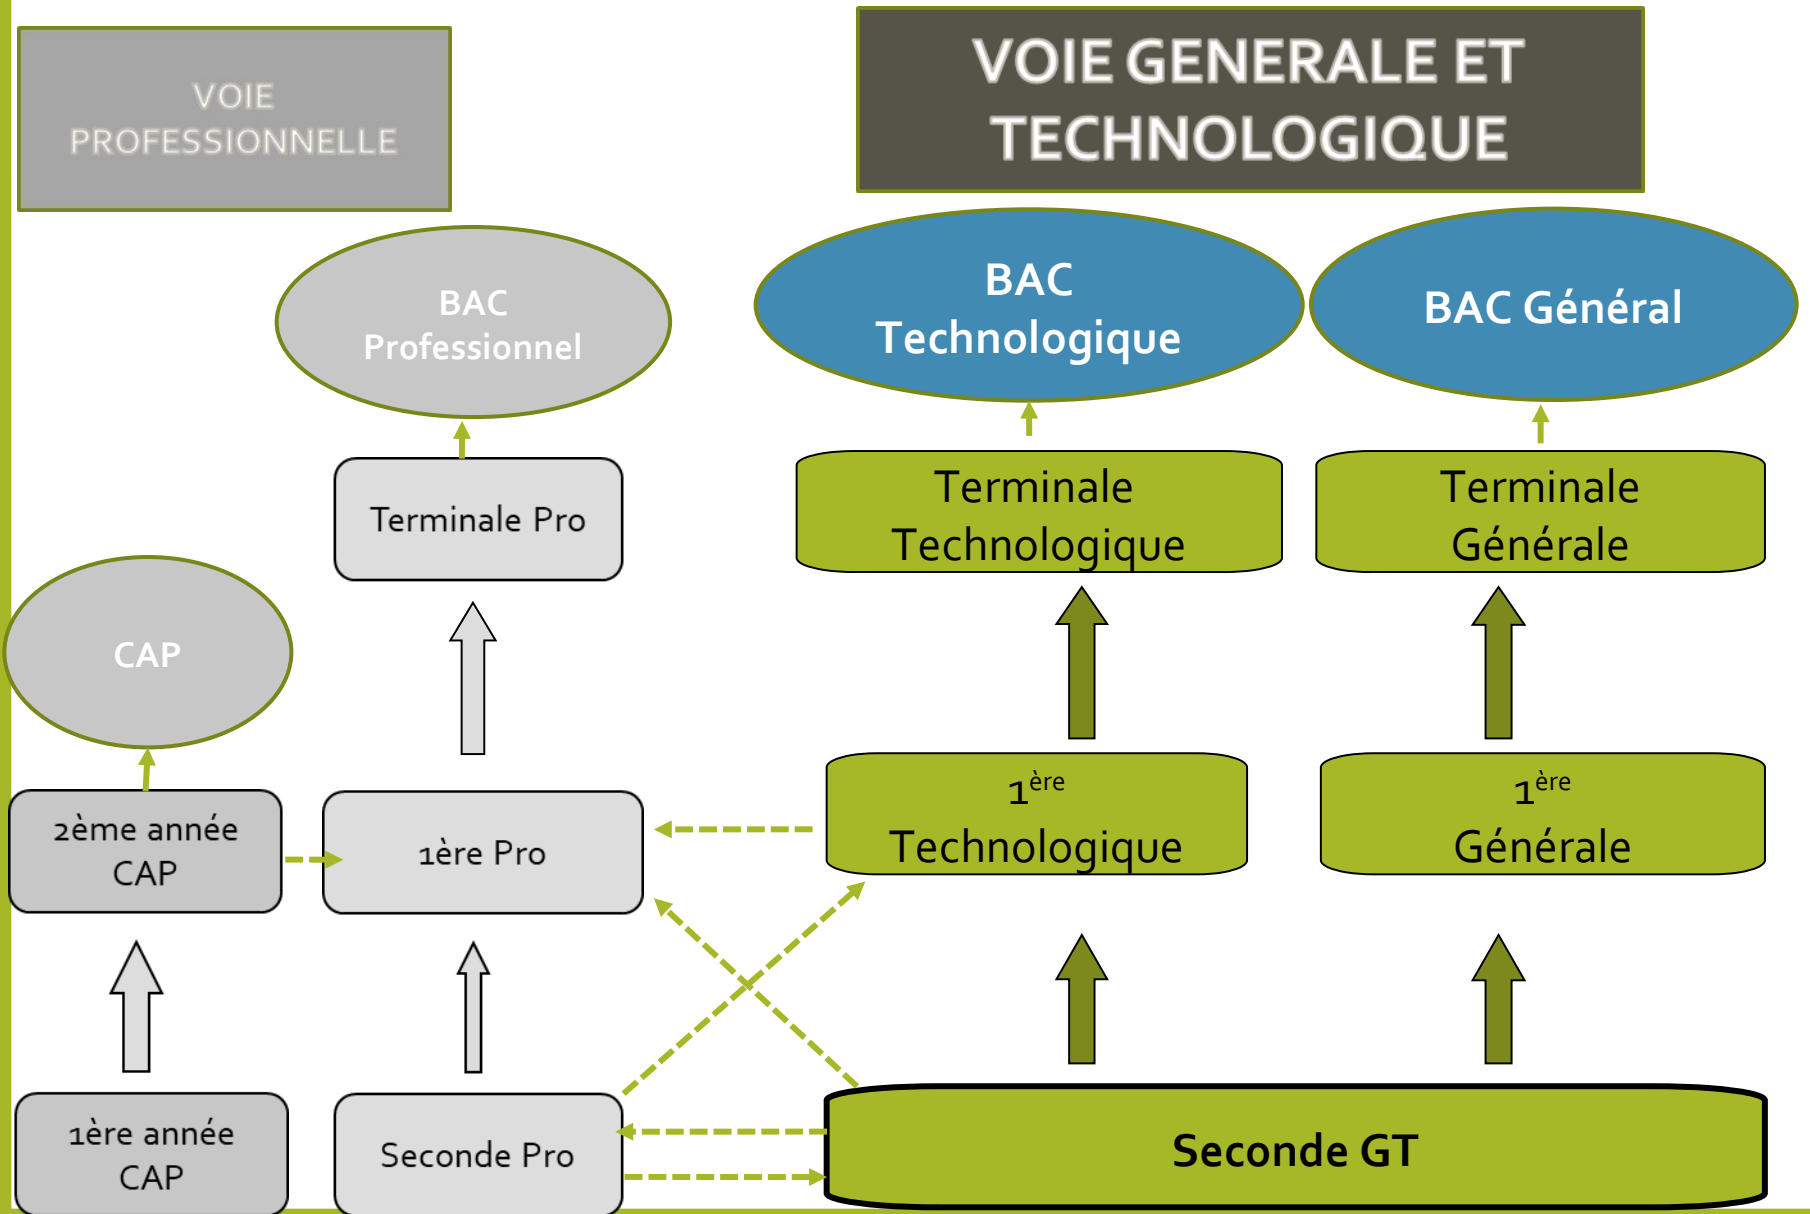 VOIE
PROFESSIONNELLE
VOIE GENERALE ET
TECHNOLOGIQUE
BAC
Professionnel
BAC
Technologique
BAC Général
Terminale Pro
Terminale
Technologique
Terminale
Générale
CAP
2ème année
CAP
1ère Pro
1ère
Technologique
1ère
Générale
1ère année
CAP
Seconde Pro
Seconde GT